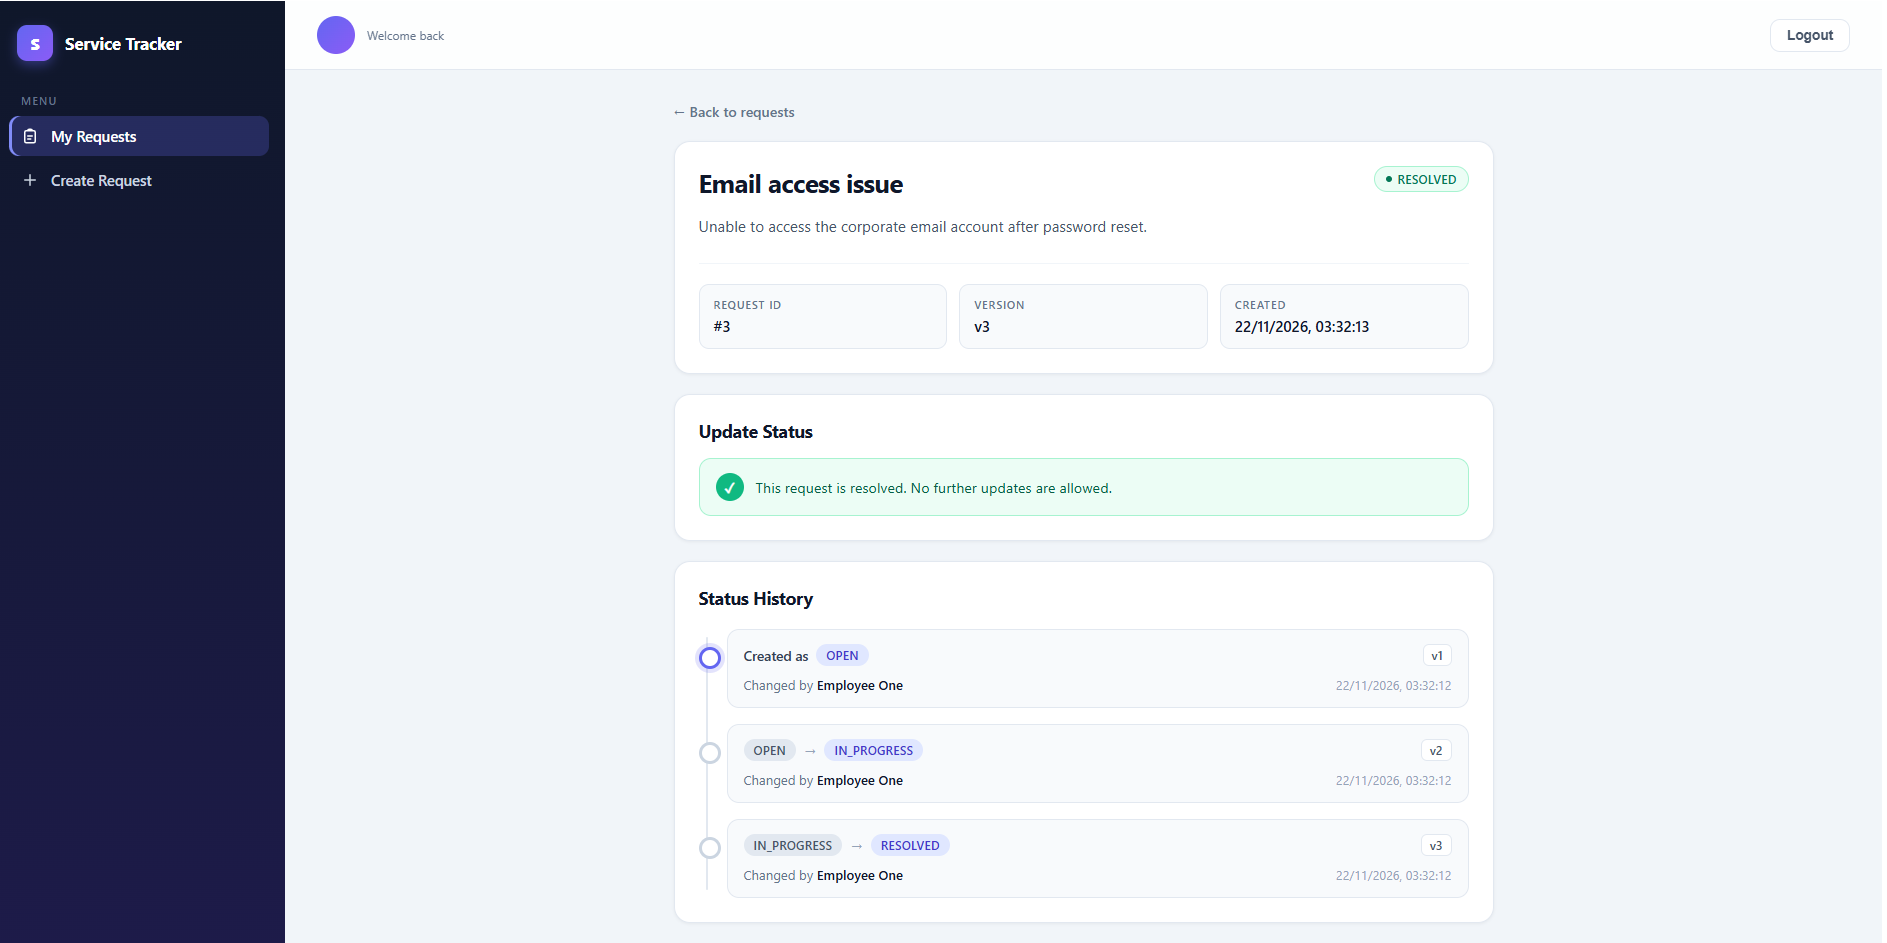 S
Service Tracker
MENU
My Requests
Create Request
Welcome back
Logout
← Back to requests
Email access issue
RESOLVED
Unable to access the corporate email account after password reset.
REQUEST ID
#3
VERSION
v3
CREATED
22/11/2026, 03:32:13
Update Status
This request is resolved. No further updates are allowed.
Status History
Created as OPEN v1
Changed by Employee One 22/11/2026, 03:32:12
OPEN → IN_PROGRESS v2
Changed by Employee One 22/11/2026, 03:32:12
IN_PROGRESS → RESOLVED v3
Changed by Employee One 22/11/2026, 03:32:12